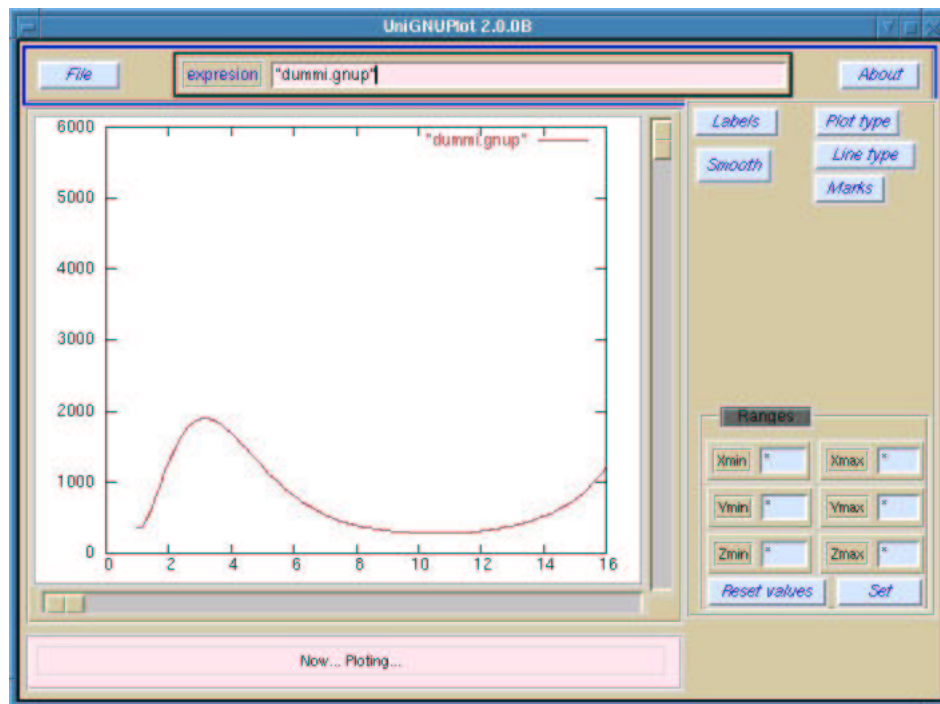 UniGNUPlot 2.0.0B
File
expresion "dummi.gnup"
About
"dummi.gnup"
6000
5000
4000
3000
2000
1000
0
0 2 4 6 8 10 12 14 16
Labels Plot type
Smooth Line type
Marks
Ranges
Xmin * Xmax *
Ymin * Ymax *
Zmin * Zmax *
Reset values Set
Now... Ploting...